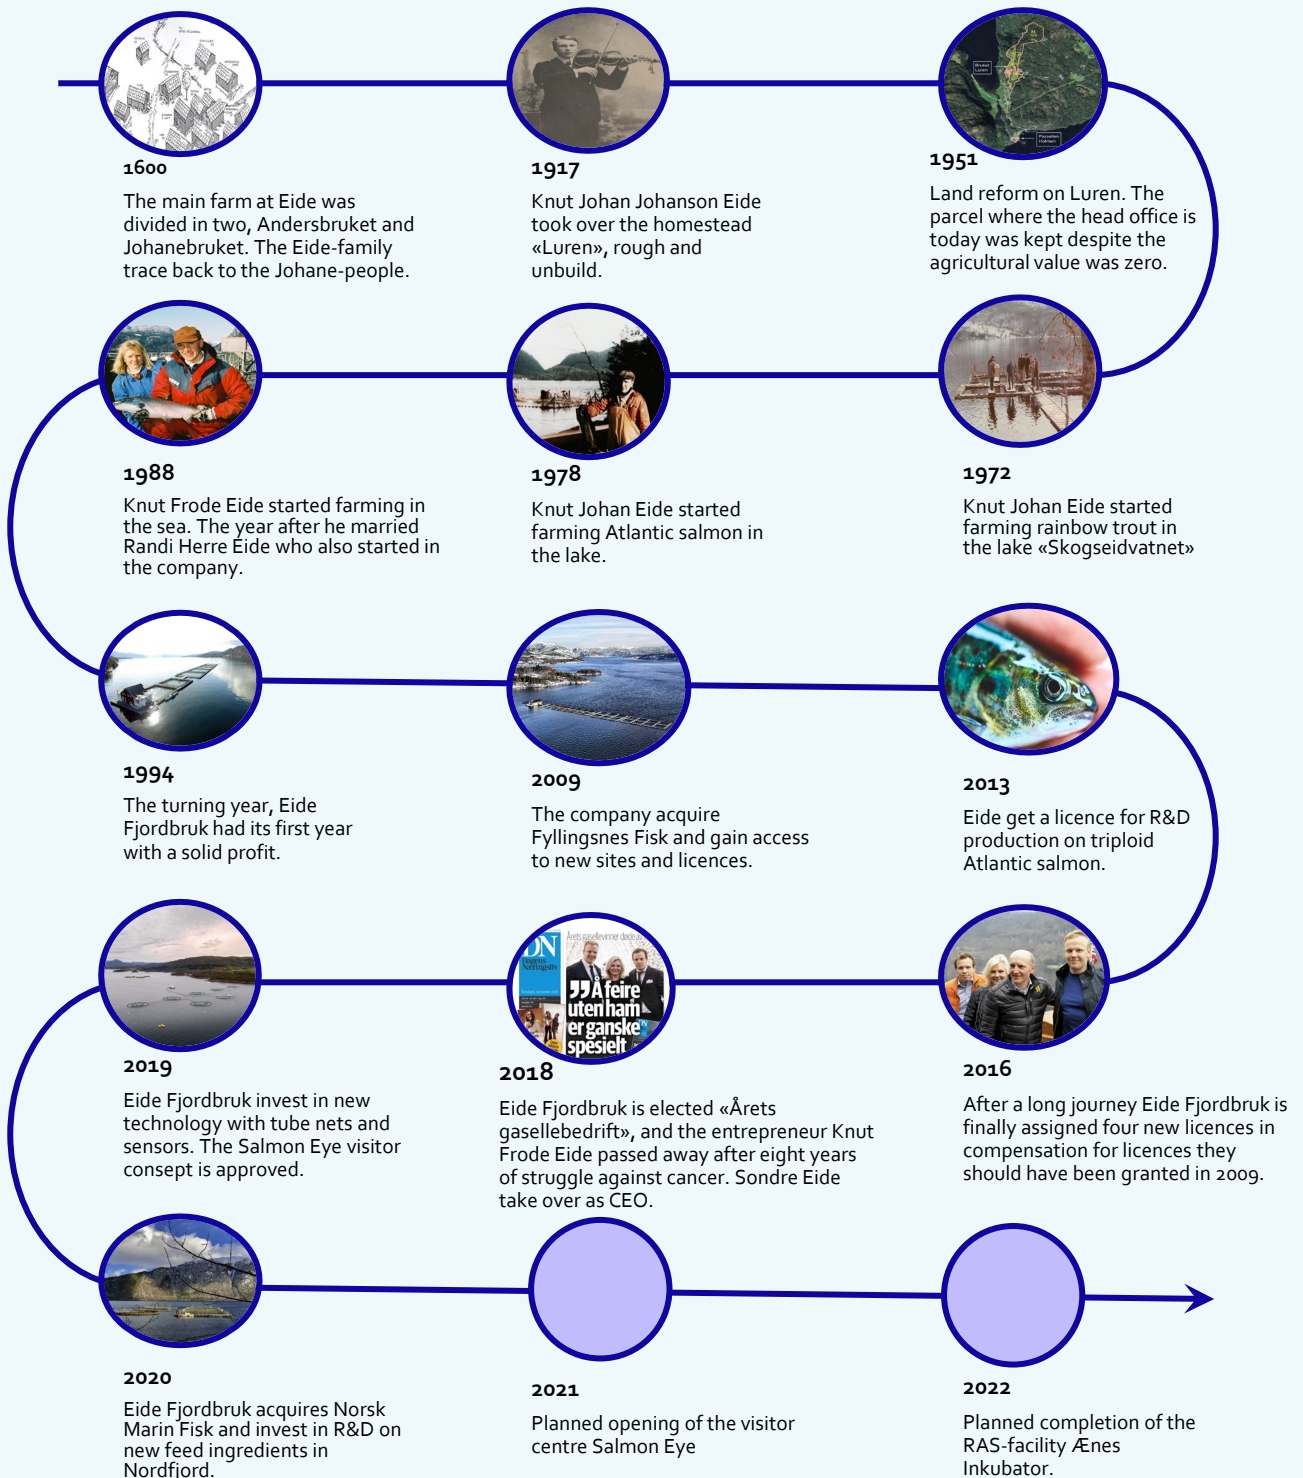 1600
The main farm at Eide was
divided in two, Andersbruket and
Johanebruket. The Eide-family
trace back to the Johane-people.
1917
Knut Johan Johanson Eide
took over the homestead
«Luren», rough and
unbuild.
Bruket
Luren
Parsellen
Holmen
1951
Land reform on Luren. The
parcel where the head office is
today was kept despite the
agricultural value was zero.
1972
Knut Johan Eide started
farming rainbow trout in
the lake «Skogseidvatnet»
1978
Knut Johan Eide started
farming Atlantic salmon in
the lake.
1988
Knut Frode Eide started farming in
the sea. The year after he married
Randi Herre Eide who also started in
the company.
1994
The turning year, Eide
Fjordbruk had its first year
with a solid profit.
2009
The company acquire
Fyllingsnes Fisk and gain access
to new sites and licences.
2013
Eide get a licence for R&D
production on triploid
Atlantic salmon.
2016
After a long journey Eide Fjordbruk is
finally assigned four new licences in
compensation for licences they
should have been granted in 2009.
DN
Dagens
Næringsliv
Årets gasellevinner døde av
”Å feire
uten ham
er ganske
spesielt
2018
Eide Fjordbruk is elected «Årets
gasellebedrift», and the entrepreneur Knut
Frode Eide passed away after eight years
of struggle against cancer. Sondre Eide
take over as CEO.
2019
Eide Fjordbruk invest in new
technology with tube nets and
sensors. The Salmon Eye visitor
consept is approved.
2020
Eide Fjordbruk acquires Norsk
Marin Fisk and invest in R&D on
new feed ingredients in
Nordfjord.
2021
Planned opening of the visitor
centre Salmon Eye
2022
Planned completion of the
RAS-facility Ænes
Inkubator.